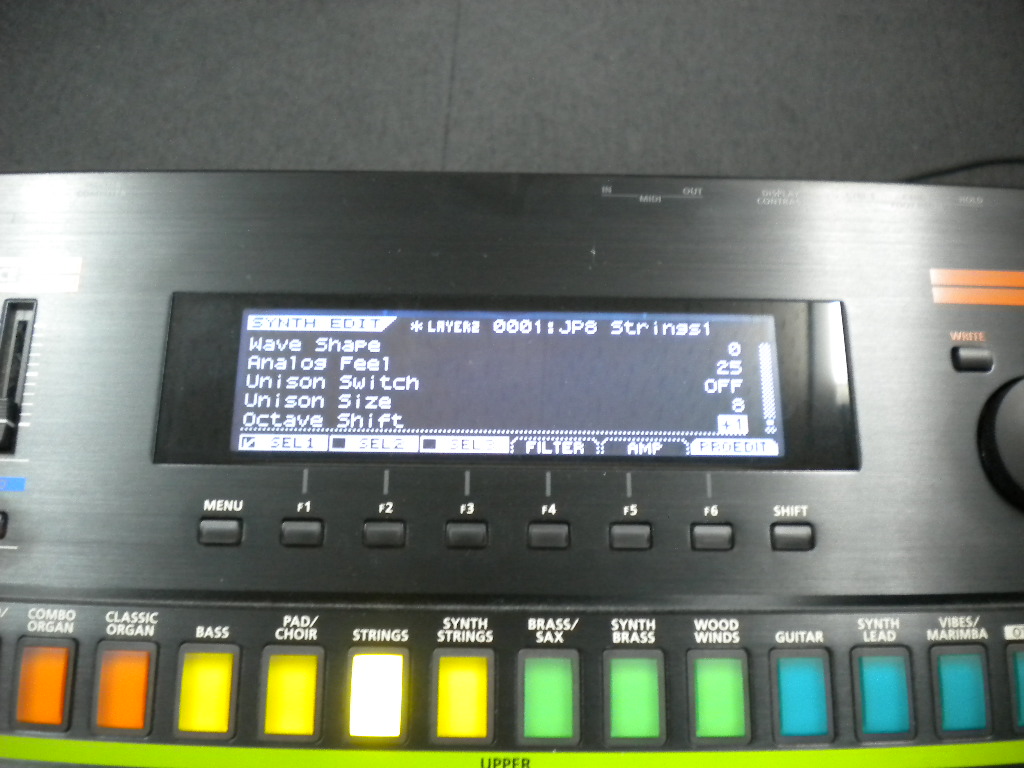 IN OUT
MIDI
DISPLAY
CONTRAST
HOLD
SYNTH EDIT *LAYER2 0001:JP8 Strings1
Wave Shape 0
Analog Feel 25
Unison Switch OFF
Unison Size 8
Octave Shift +1
SEL1 SEL2 SEL3 FILTER AMP PROEDIT
WRITE
MENU F1 F2 F3 F4 F5 F6 SHIFT
COMBO ORGAN
CLASSIC ORGAN
BASS
PAD/ CHOIR
STRINGS
SYNTH STRINGS
BRASS/ SAX
SYNTH BRASS
WOOD WINDS
GUITAR
SYNTH LEAD
VIBES/ MARIMBA
UPPER